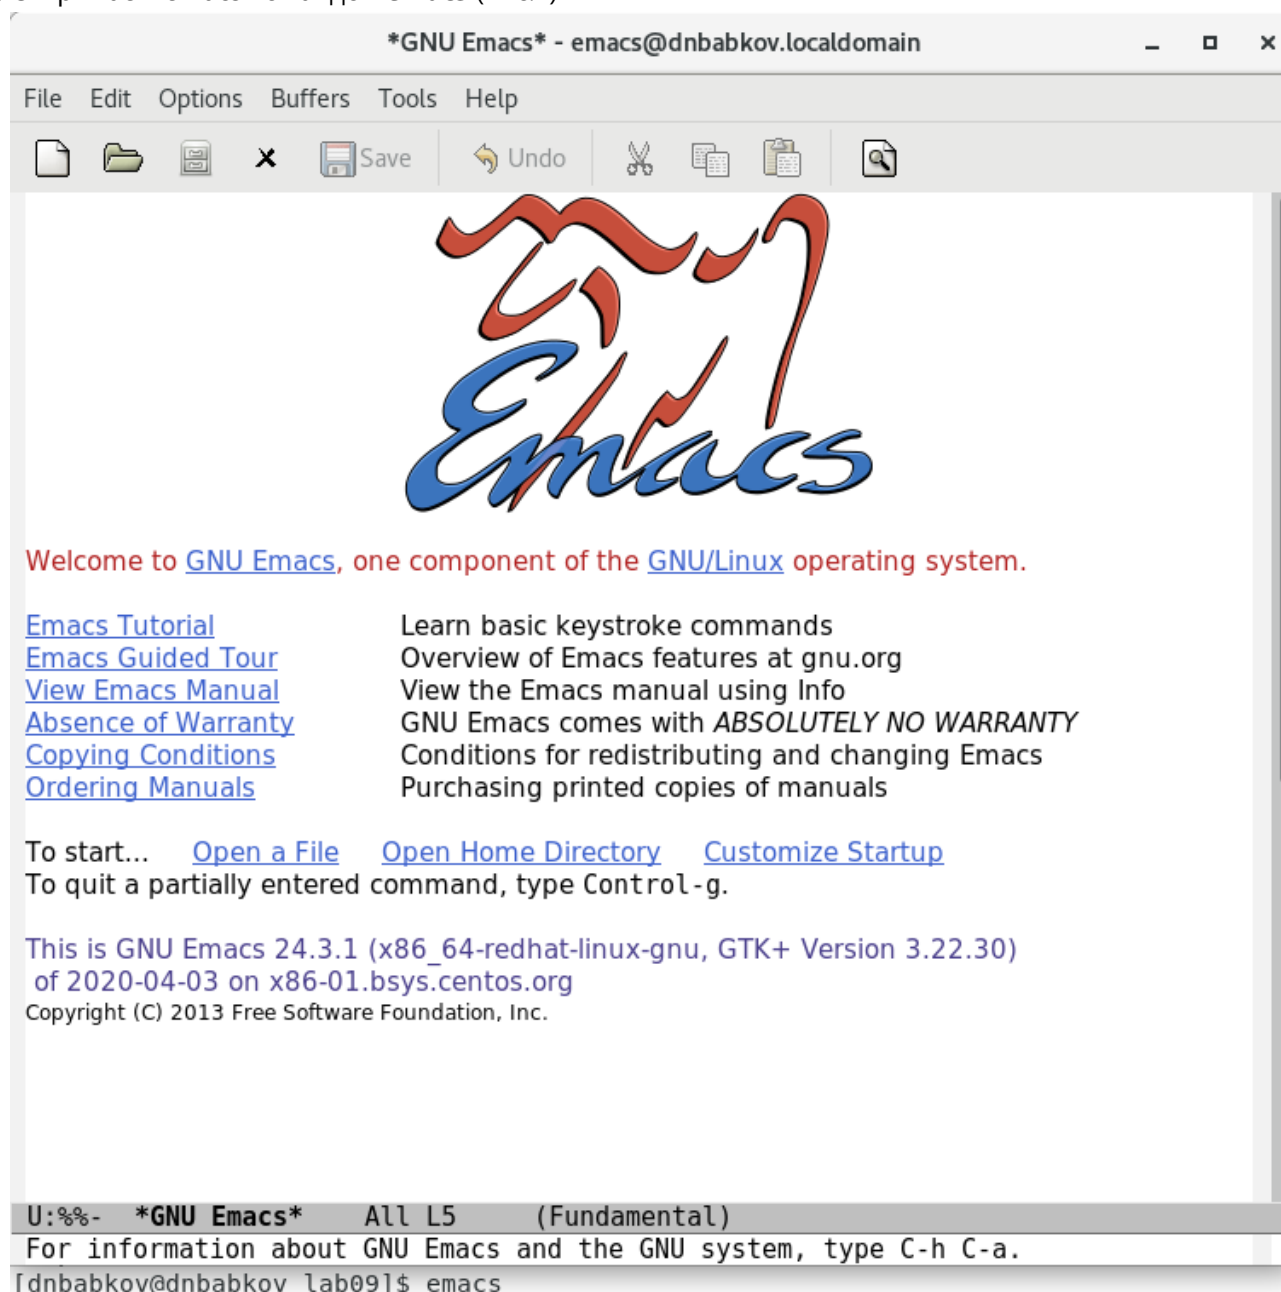 *GNU Emacs* - emacs@dnbabkov.localdomain
File Edit Options Buffers Tools Help
Save Undo
Emacs
Welcome to GNU Emacs, one component of the GNU/Linux operating system.
Emacs Tutorial Learn basic keystroke commands
Emacs Guided Tour Overview of Emacs features at gnu.org
View Emacs Manual View the Emacs manual using Info
Absence of Warranty GNU Emacs comes with ABSOLUTELY NO WARRANTY
Copying Conditions Conditions for redistributing and changing Emacs
Ordering Manuals Purchasing printed copies of manuals
To start... Open a File Open Home Directory Customize Startup
To quit a partially entered command, type Control-g.
This is GNU Emacs 24.3.1 (x86_64-redhat-linux-gnu, GTK+ Version 3.22.30)
of 2020-04-03 on x86-01.bsys.centos.org
Copyright (C) 2013 Free Software Foundation, Inc.
U:%%- *GNU Emacs* All L5 (Fundamental)
For information about GNU Emacs and the GNU system, type C-h C-a.
[dnbabkov@dnbabkov lab09]$ emacs